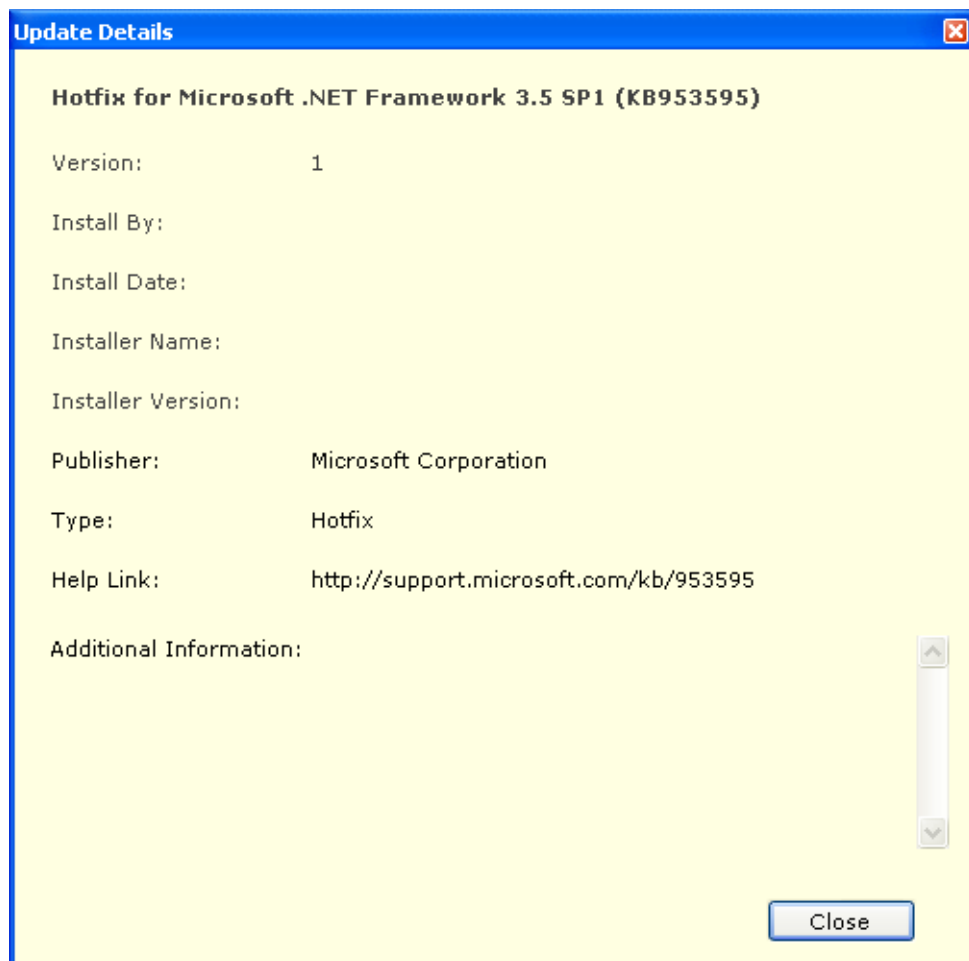 Update Details
Hotfix for Microsoft .NET Framework 3.5 SP1 (KB953595)
Version: 1
Install By:
Install Date:
Installer Name:
Installer Version:
Publisher: Microsoft Corporation
Type: Hotfix
Help Link: http://support.microsoft.com/kb/953595
Additional Information:
Close